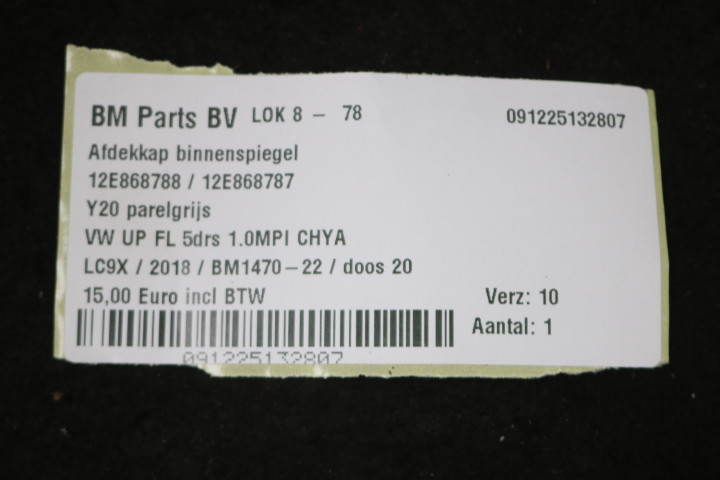 BM Parts BV LOK 8 - 78 091225132807
Afdekkap binnenspiegel
12E868788 / 12E868787
Y20 parelgrijs
VW UP FL 5drs 1.0MPI CHYA
LC9X / 2018 / BM1470-22 / doos 20
15,00 Euro incl BTW Verz: 10
Aantal: 1
091225132807